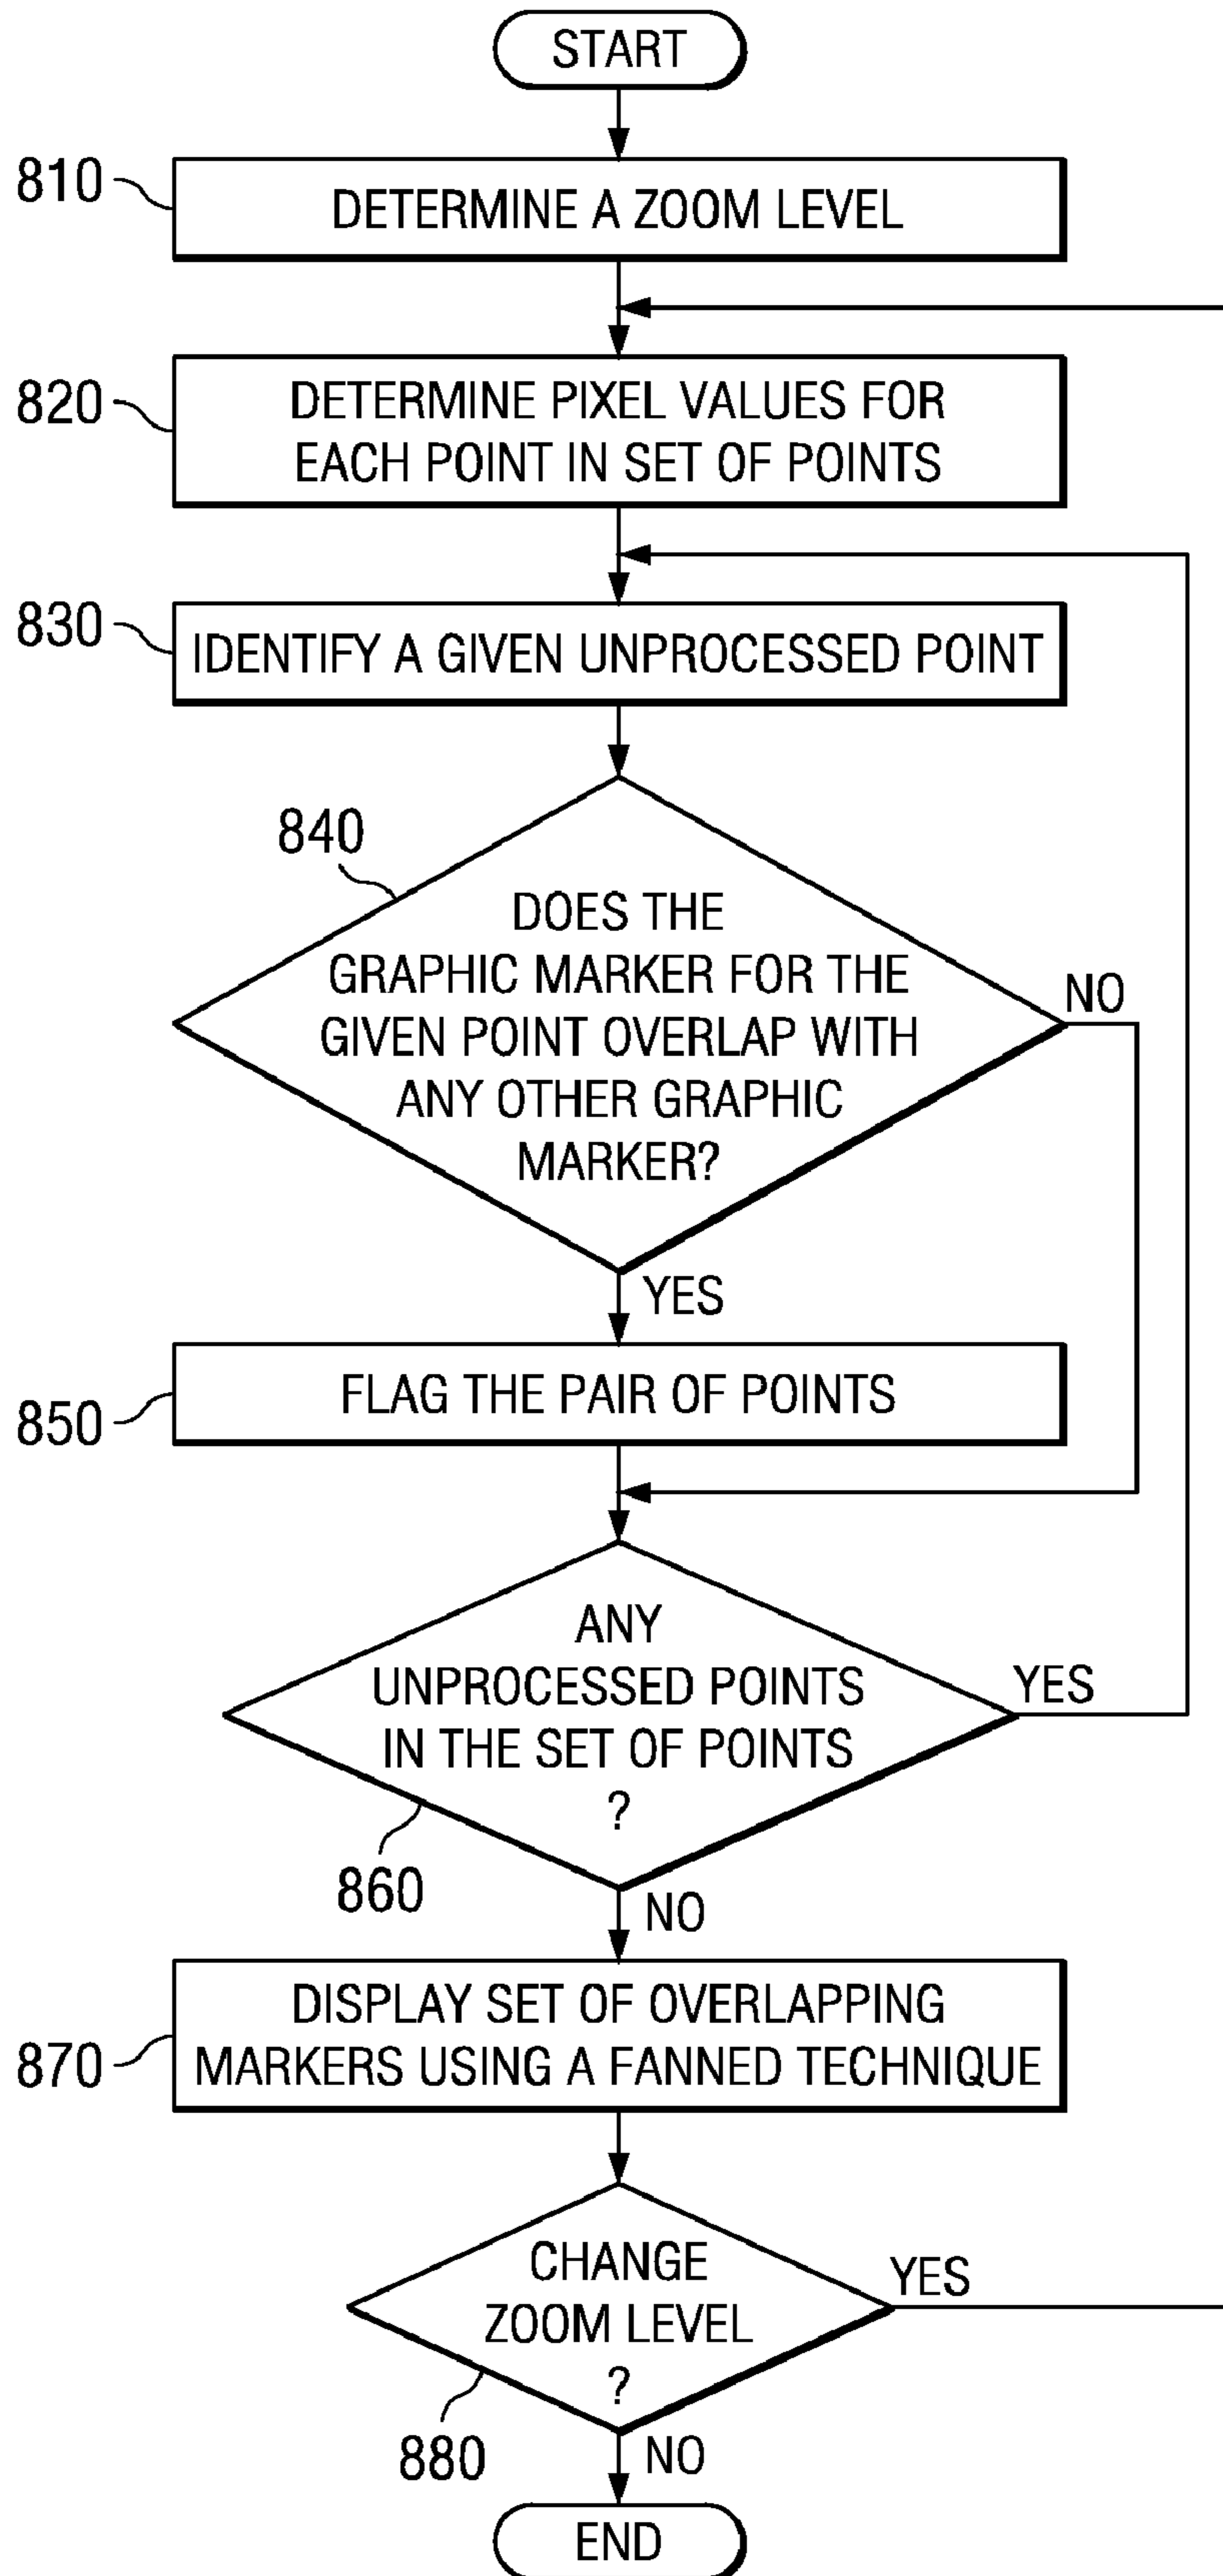 START
810
DETERMINE A ZOOM LEVEL
820
DETERMINE PIXEL VALUES FOR
EACH POINT IN SET OF POINTS
830
IDENTIFY A GIVEN UNPROCESSED POINT
840
DOES THE
GRAPHIC MARKER FOR THE
GIVEN POINT OVERLAP WITH
ANY OTHER GRAPHIC
MARKER?
NO
YES
850
FLAG THE PAIR OF POINTS
ANY
UNPROCESSED POINTS
IN THE SET OF POINTS
?
YES
860
NO
870
DISPLAY SET OF OVERLAPPING
MARKERS USING A FANNED TECHNIQUE
CHANGE
ZOOM LEVEL
?
YES
880
NO
END